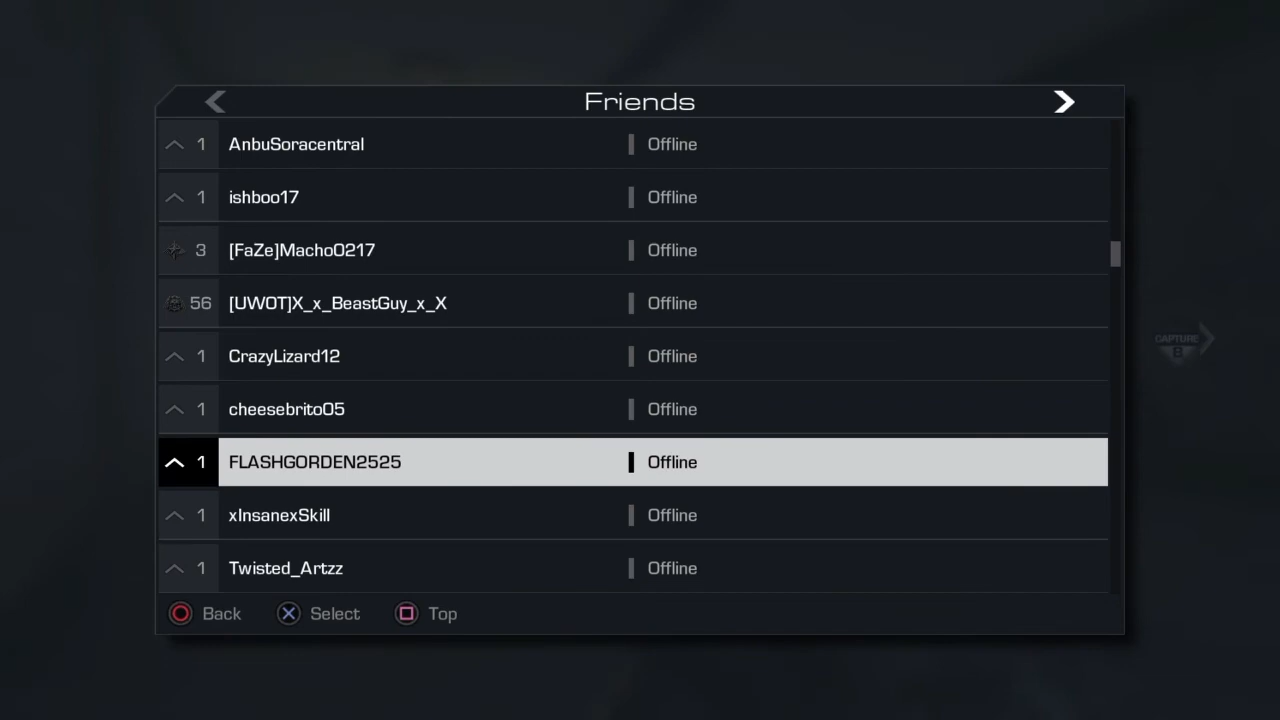 Friends
1 AnbuSoracentral Offline
1 ishboo17 Offline
3 [FaZe]Macho0217 Offline
56 [UWOT]X_x_BeastGuy_x_X Offline
1 CrazyLizard12 Offline
1 cheesebrito05 Offline
1 FLASHGORDEN2525 Offline
1 xInsanexSkill Offline
1 Twisted_Artzz Offline
Back Select Top
CAPTURE
B